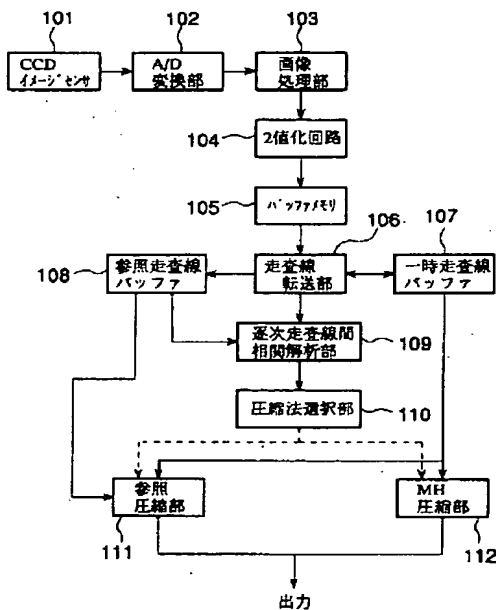 101
102
103
CCD
イメージセンサ
A/D
変換部
画像
処理部
104
2値化回路
105
バッファメモリ
106
107
108
参照走査線
バッファ
走査線
転送部
一時走査線
バッファ
逐次走査線間
相関解析部
109
圧縮法選択部
110
参照
圧縮部
MH
圧縮部
111
112
出力